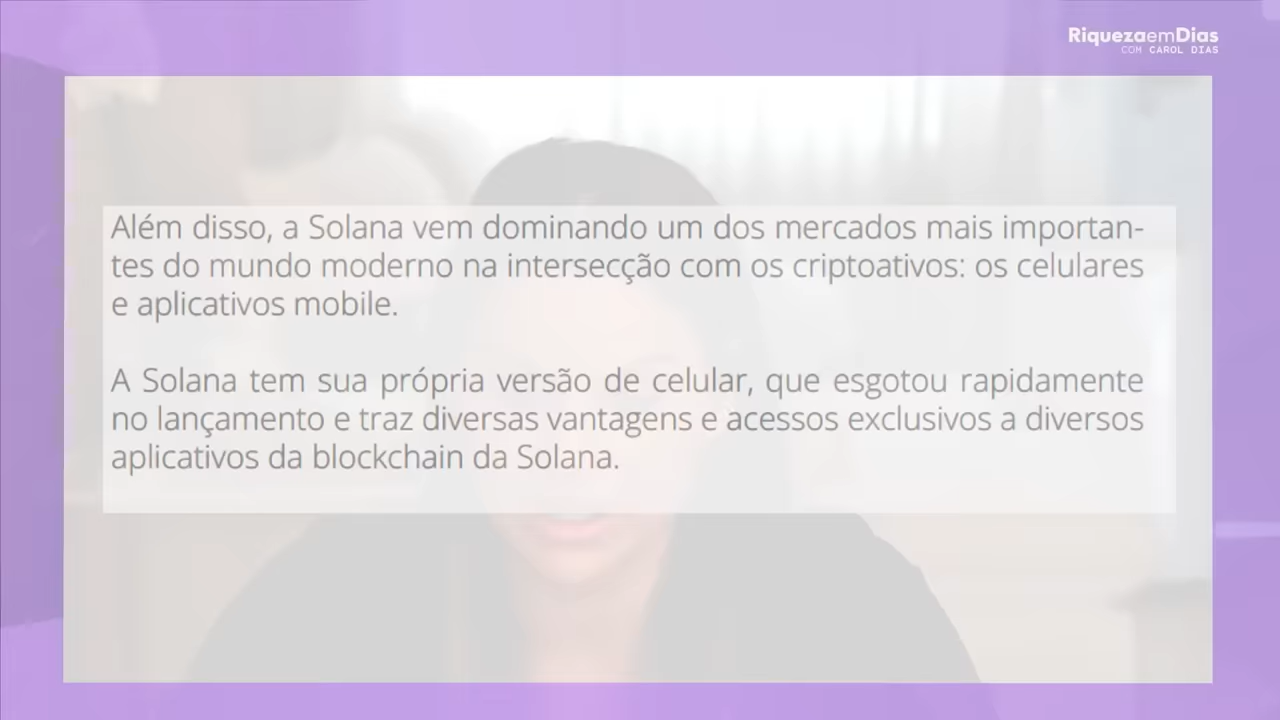 RiquezaemDias
COM CAROL DIAS
Além disso, a Solana vem dominando um dos mercados mais importan-
tes do mundo moderno na intersecção com os criptoativos: os celulares
e aplicativos mobile.
A Solana tem sua própria versão de celular, que esgotou rapidamente
no lançamento e traz diversas vantagens e acessos exclusivos a diversos
aplicativos da blockchain da Solana.